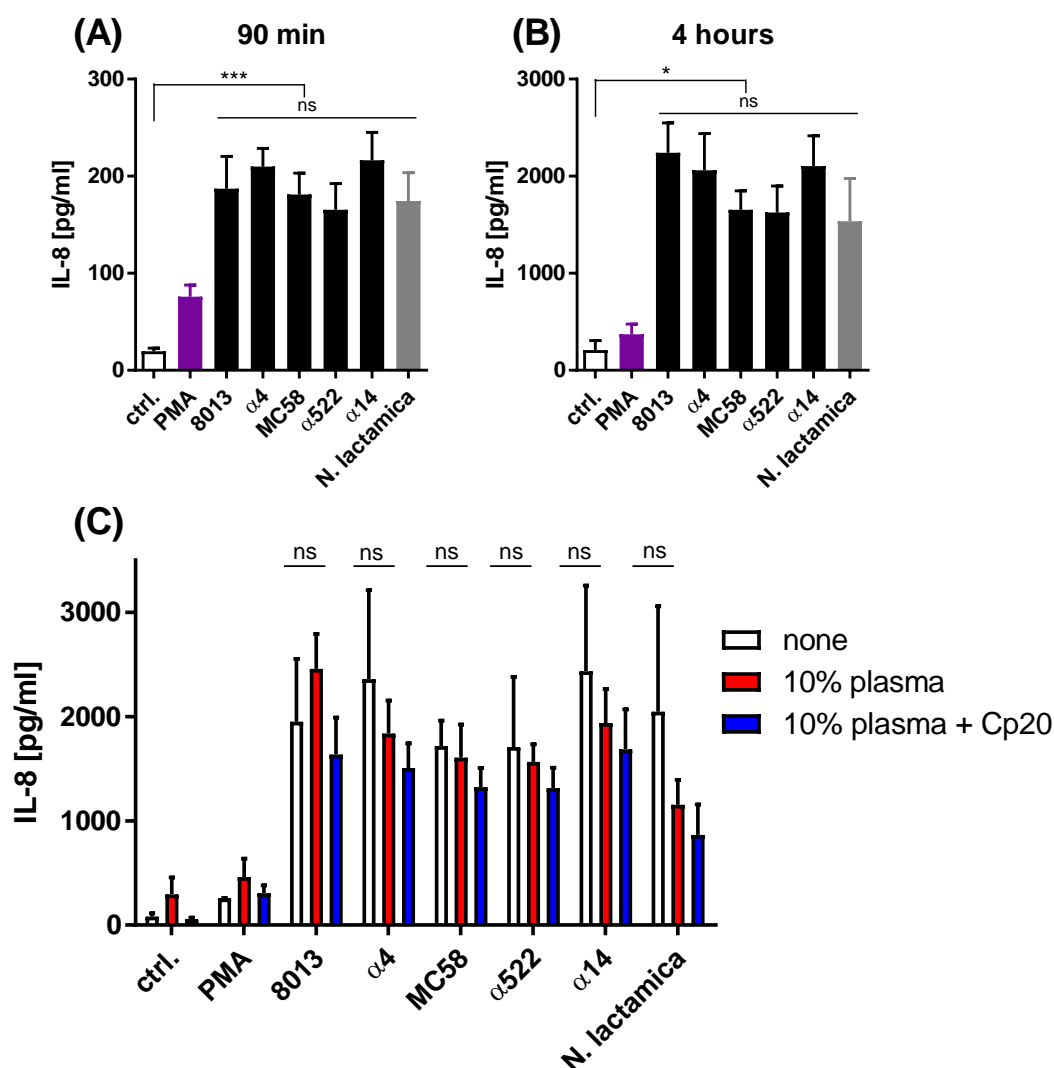 (A) 90 min
IL-8 [pg/ml]
300
200
100
0
***
ns
ctrl.
PMA
8013
α4
MC58
α522
α14
N. lactamica
(B) 4 hours
IL-8 [pg/ml]
3000
2000
1000
0
*
ns
ctrl.
PMA
8013
α4
MC58
α522
α14
N. lactamica
(C)
IL-8 [pg/ml]
3000
2000
1000
0
ns ns ns ns ns ns
ctrl.
PMA
8013
α4
MC58
α522
α14
N. lactamica
none
10% plasma
10% plasma + Cp20